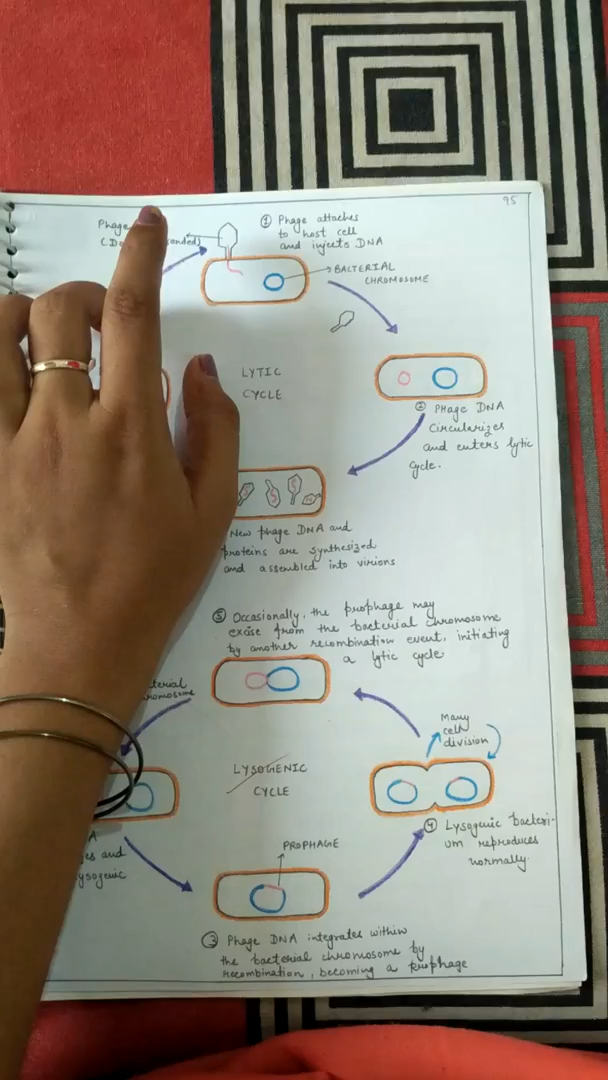 95
Phage
① Phage attaches
to host cell
and injects DNA
BACTERIAL
CHROMOSOME
LYTIC
CYCLE
② Phage DNA
Circularizes
and enters lytic
cycle.
New phage DNA and
proteins are synthesized
and assembled into virions
⑤ Occasionally, the prophage may
excise from the bacterial chromosome
by another recombination event, initiating
a lytic cycle
Many
cell
division
LYSOGENIC
CYCLE
④ Lysogenic bacteri-
um reproduces
normally.
PROPHAGE
and
③ Phage DNA integrates within
the bacterial chromosome by
recombination, becoming a prophage